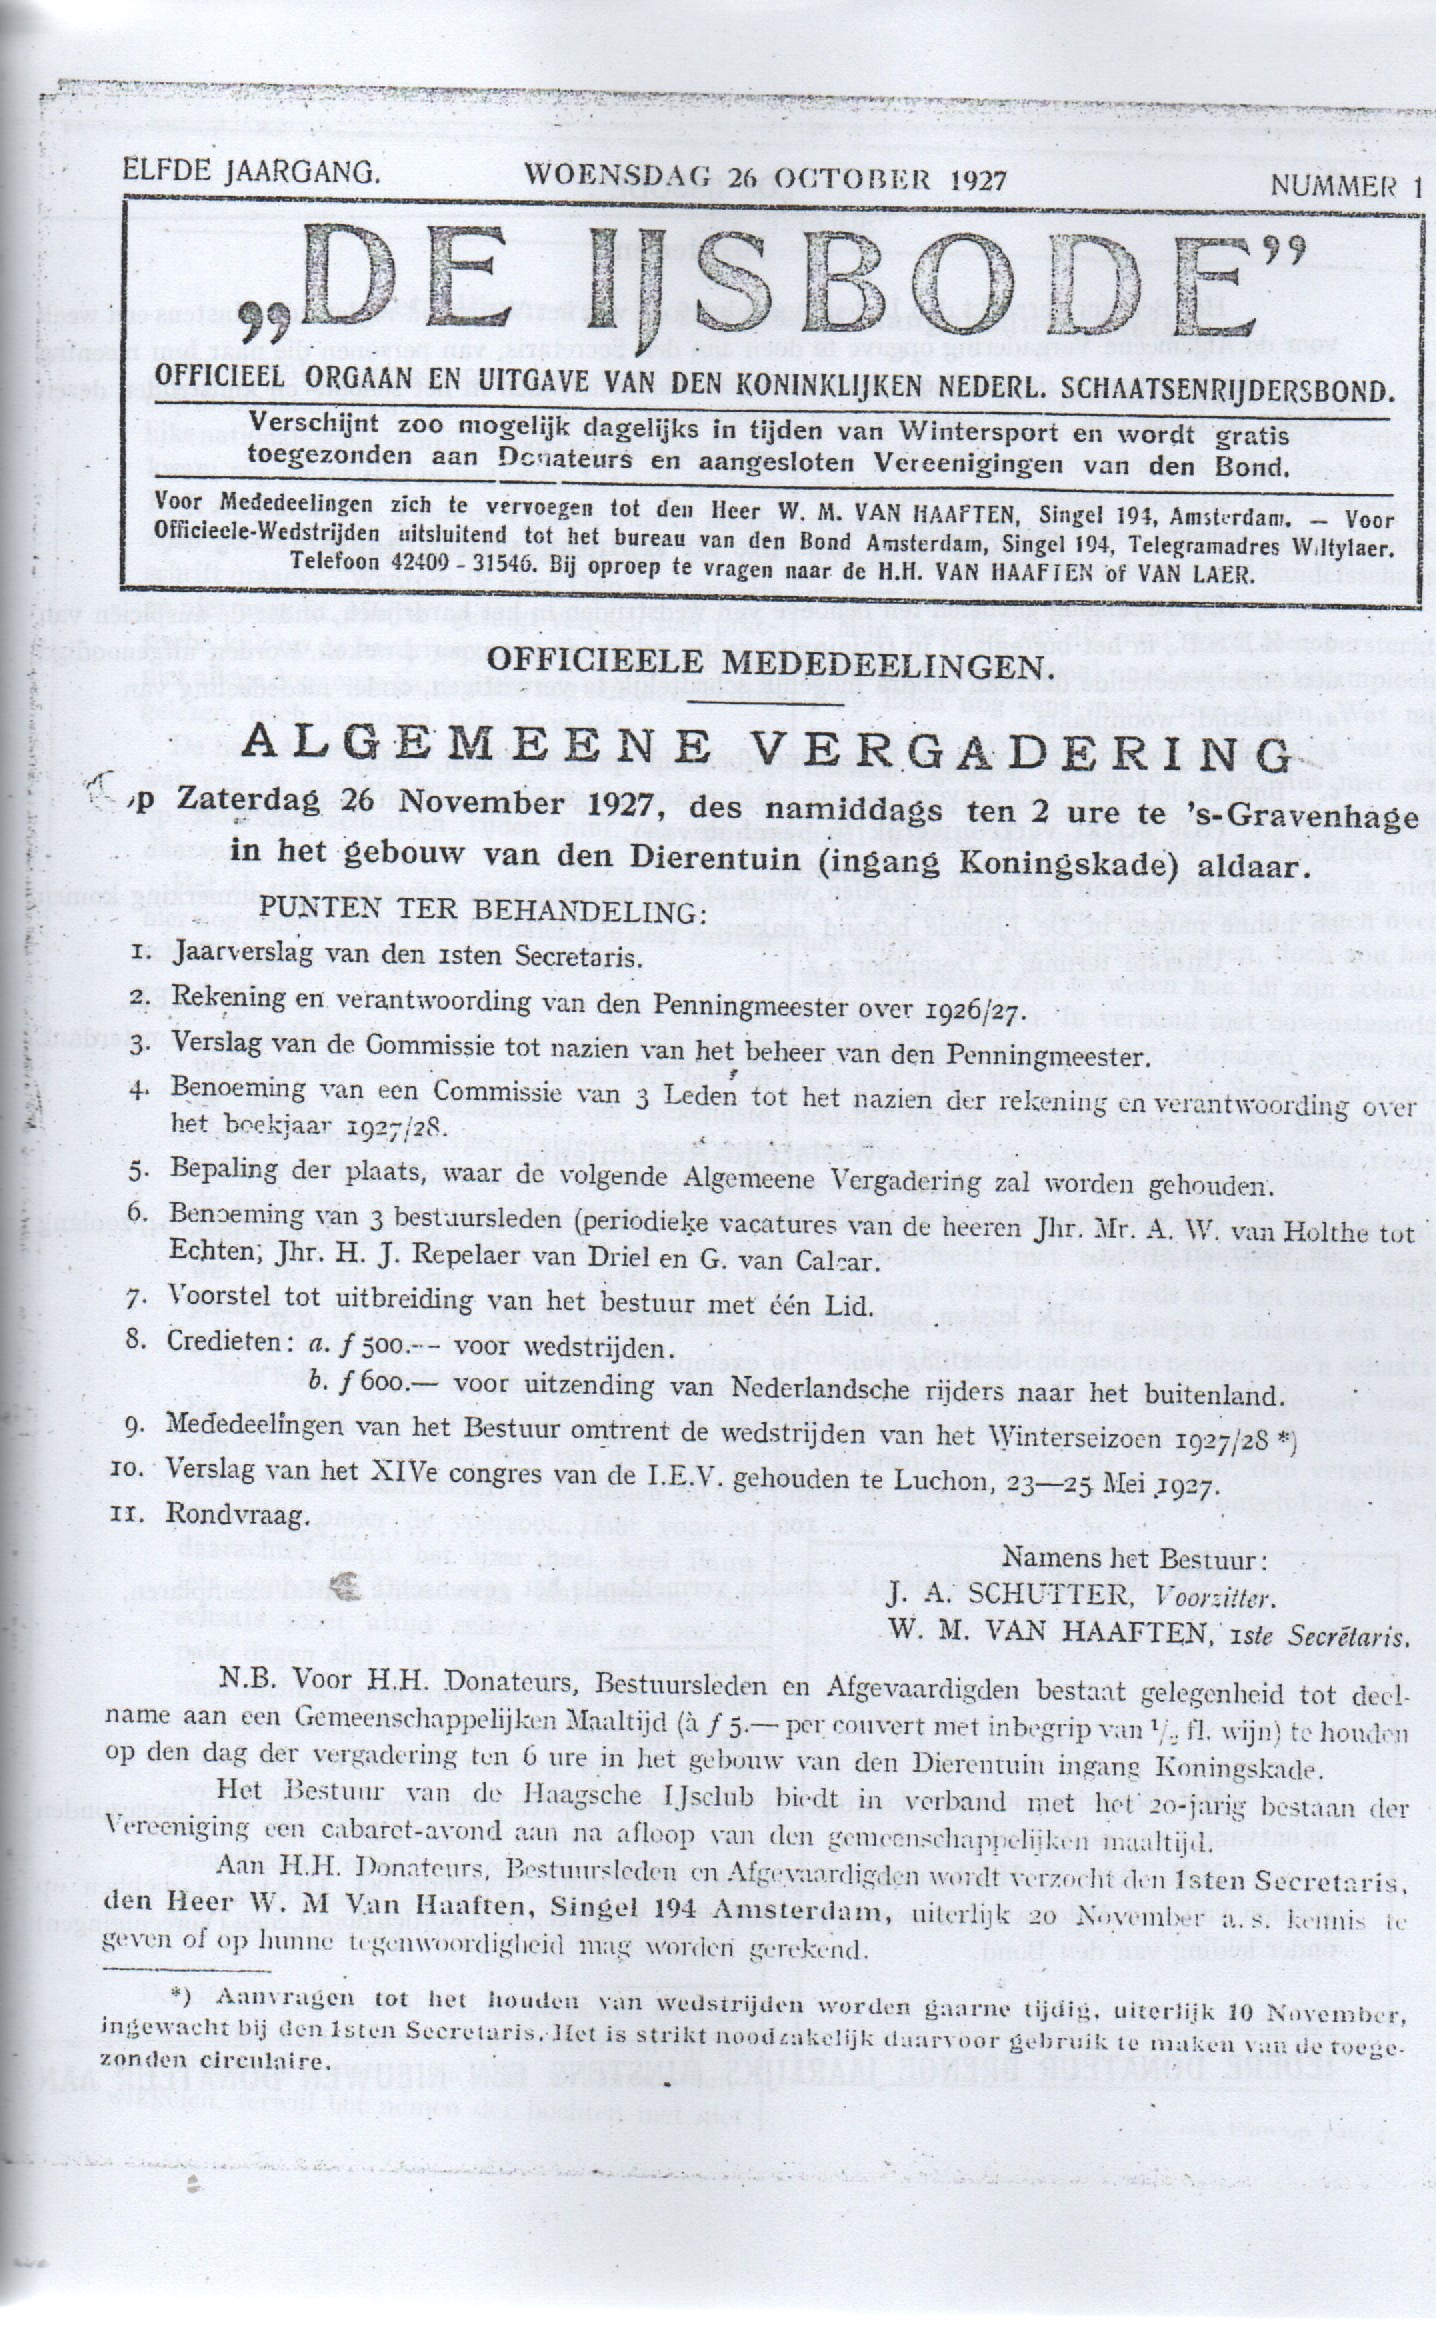 ELFDE JAARGANG. WOENSDAG 26 OCTOBER 1927 NUMMER 1
„DE IJSBODE”
OFFICIEEL ORGAAN EN UITGAVE VAN DEN KONINKLIJKEN NEDERL. SCHAATSENRIJDERSBOND.
Verschijnt zoo mogelijk dagelijks in tijden van Wintersport en wordt gratis
toegezonden aan Donateurs en aangesloten Vereenigingen van den Bond.
Voor Mededeelingen zich te vervoegen tot den Heer W. M. VAN HAAFTEN, Singel 194, Amsterdam. — Voor
Officieele-Wedstrijden uitsluitend tot het bureau van den Bond Amsterdam, Singel 194, Telegramadres Wiltylaer.
Telefoon 42409 - 31546. Bij oproep te vragen naar de H.H. VAN HAAFTEN of VAN LAER.
OFFICIEELE MEDEDEELINGEN.
ALGEMEENE VERGADERING
op Zaterdag 26 November 1927, des namiddags ten 2 ure te 's-Gravenhage
in het gebouw van den Dierentuin (ingang Koningskade) aldaar.
PUNTEN TER BEHANDELING:
1. Jaarverslag van den 1sten Secretaris.
2. Rekening en verantwoording van den Penningmeester over 1926/27.
3. Verslag van de Commissie tot nazien van het beheer van den Penningmeester.
4. Benoeming van een Commissie van 3 Leden tot het nazien der rekening en verantwoording over
het boekjaar 1927/28.
5. Bepaling der plaats, waar de volgende Algemeene Vergadering zal worden gehouden.
6. Benoeming van 3 bestuursleden (periodieke vacatures van de heeren Jhr. Mr. A. W. van Holthe tot
Echten, Jhr. H. J. Repelaer van Driel en G. van Calcar.
7. Voorstel tot uitbreiding van het bestuur met één Lid.
8. Credieten: a. f 500.-- voor wedstrijden.
b. f 600.— voor uitzending van Nederlandsche rijders naar het buitenland.
9. Mededeelingen van het Bestuur omtrent de wedstrijden van het Winterseizoen 1927/28 *)
10. Verslag van het XIVe congres van de I.E.V. gehouden te Luchon, 23—25 Mei 1927.
11. Rondvraag.
Namens het Bestuur:
J. A. SCHUTTER, Voorzitter.
W. M. VAN HAAFTEN, 1ste Secretaris.
N.B. Voor H.H. Donateurs, Bestuursleden en Afgevaardigden bestaat gelegenheid tot deel-
name aan een Gemeenschappelijken Maaltijd (à f 5.— per couvert met inbegrip van 1/2 fl. wijn) te houden
op den dag der vergadering ten 6 ure in het gebouw van den Dierentuin ingang Koningskade.
Het Bestuur van de Haagsche IJsclub biedt in verband met het 20-jarig bestaan der
Vereeniging een cabaret-avond aan na afloop van den gemeenschappelijken maaltijd.
Aan H.H. Donateurs, Bestuursleden en Afgevaardigden wordt verzocht den 1sten Secretaris,
den Heer W. M Van Haaften, Singel 194 Amsterdam, uiterlijk 20 November a. s. kennis te
geven of op hunne tegenwoordigheid mag worden gerekend.
*) Aanvragen tot het houden van wedstrijden worden gaarne tijdig, uiterlijk 10 November,
ingewacht bij den 1sten Secretaris. Het is strikt noodzakelijk daarvoor gebruik te maken van de toege-
zonden circulaire.